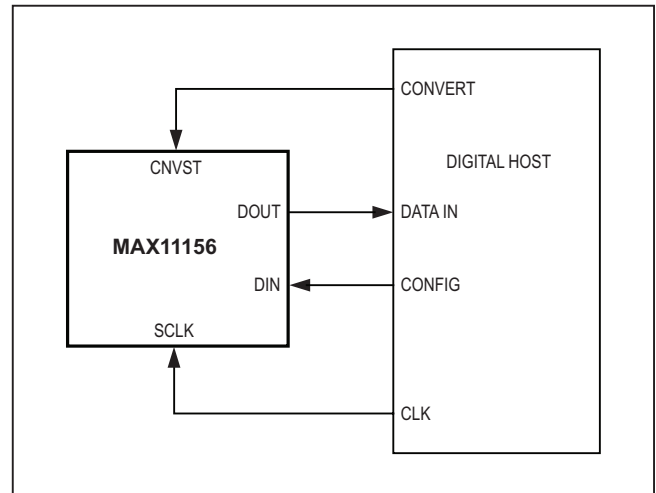 CONVERT
CNVST
DIGITAL HOST
DOUT
DATA IN
MAX11156
DIN
CONFIG
SCLK
CLK